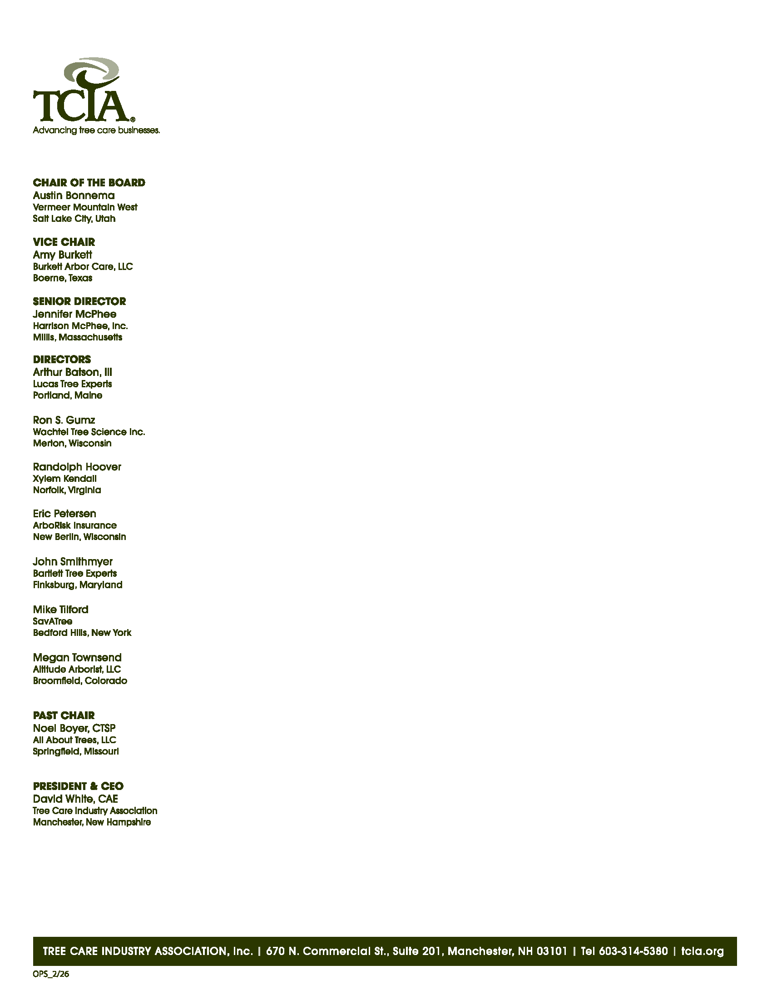 TCIA®
Advancing tree care businesses.
CHAIR OF THE BOARD
Austin Bonnema
Vermeer Mountain West
Salt Lake City, Utah
VICE CHAIR
Amy Burkett
Burkett Arbor Care, LLC
Boerne, Texas
SENIOR DIRECTOR
Jennifer McPhee
Harrison McPhee, Inc.
Millis, Massachusetts
DIRECTORS
Arthur Batson, III
Lucas Tree Experts
Portland, Maine
Ron S. Gumz
Wachtel Tree Science Inc.
Merton, Wisconsin
Randolph Hoover
Xylem Kendall
Norfolk, Virginia
Eric Petersen
ArboRisk Insurance
New Berlin, Wisconsin
John Smithmyer
Bartlett Tree Experts
Finksburg, Maryland
Mike Tilford
SavATree
Bedford Hills, New York
Megan Townsend
Altitude Arborist, LLC
Broomfield, Colorado
PAST CHAIR
Noel Boyer, CTSP
All About Trees, LLC
Springfield, Missouri
PRESIDENT & CEO
David White, CAE
Tree Care Industry Association
Manchester, New Hampshire
TREE CARE INDUSTRY ASSOCIATION, Inc. | 670 N. Commercial St., Suite 201, Manchester, NH 03101 | Tel 603-314-5380 | tcia.org
OPS_2/26